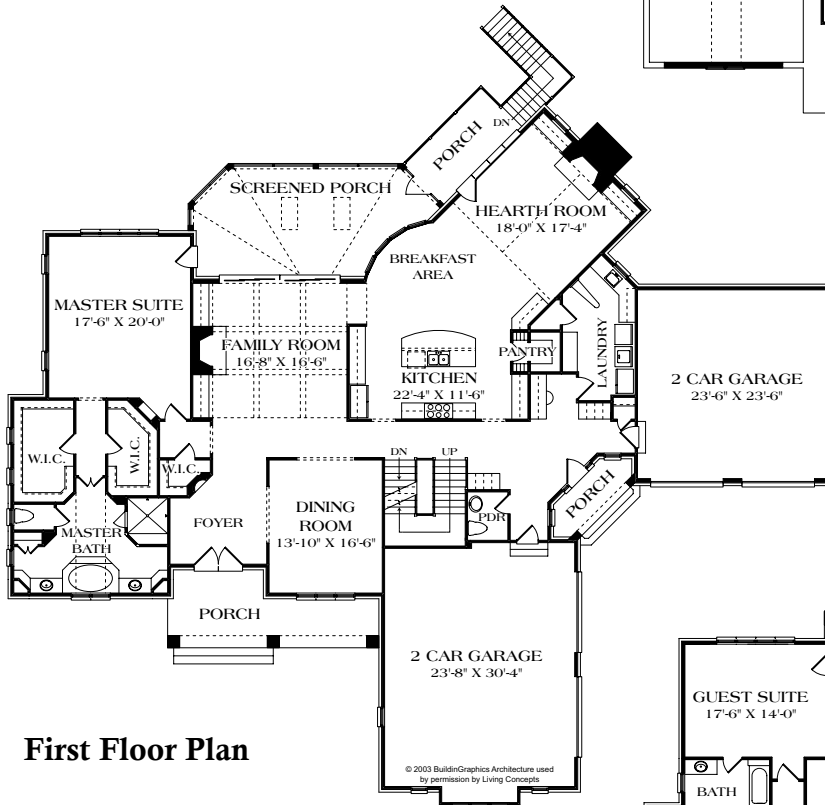 DN
PORCH
SCREENED PORCH
HEARTH ROOM
18'-0" X 17'-4"
BREAKFAST
AREA
MASTER SUITE
17'-6" X 20'-0"
FAMILY ROOM
16'-8" X 16'-6"
PANTRY
LAUNDRY
KITCHEN
22'-4" X 11'-6"
2 CAR GARAGE
23'-6" X 23'-6"
W.I.C.
W.I.C.
W.I.C.
DN
UP
PORCH
FOYER
DINING
ROOM
13'-10" X 16'-6"
PDR
MASTER
BATH
PORCH
2 CAR GARAGE
23'-8" X 30'-4"
GUEST SUITE
17'-6" X 14'-0"
BATH
First Floor Plan
© 2003 BuildinGraphics Architecture used
by permission by Living Concepts